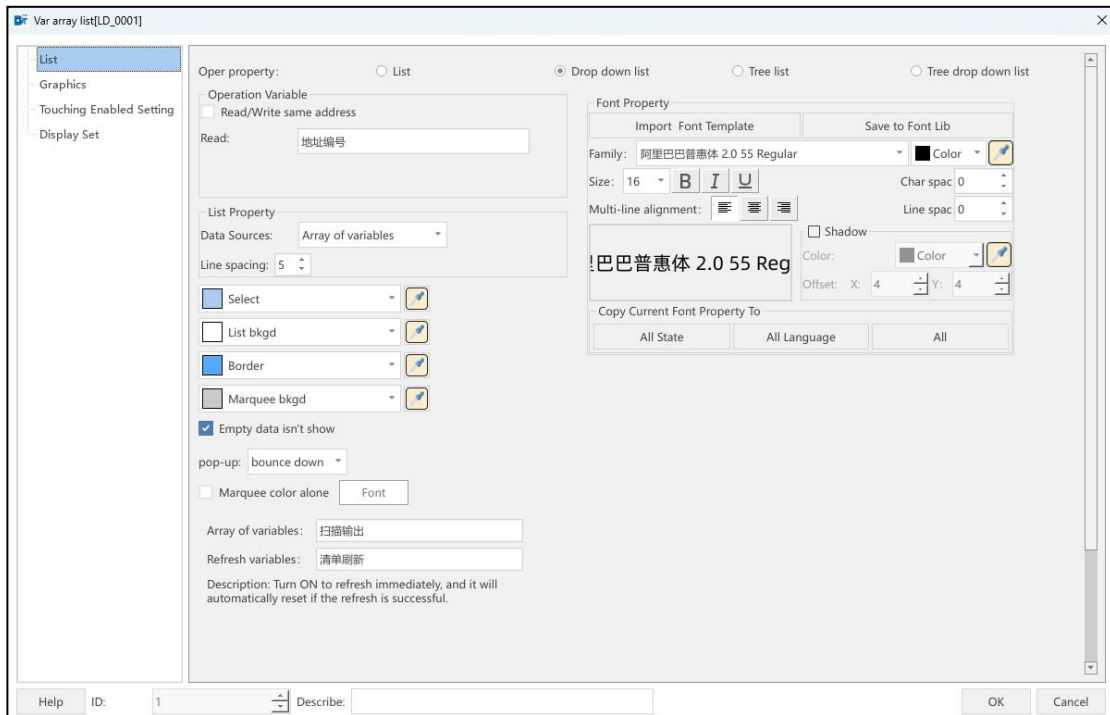 Var array list[LD_0001]
List
Graphics
Touching Enabled Setting
Display Set
Oper property:
List
Drop down list
Tree list
Tree drop down list
Operation Variable
Read/Write same address
Read:
地址编号
List Property
Data Sources:
Array of variables
Line spacing:
5
Select
List bkgd
Border
Marquee bkgd
Empty data isn't show
pop-up:
bounce down
Marquee color alone
Font
Array of variables:
扫描输出
Refresh variables:
清单刷新
Description: Turn ON to refresh immediately, and it will
automatically reset if the refresh is successful.
Font Property
Import Font Template
Save to Font Lib
Family:
阿里巴巴普惠体 2.0 55 Regular
Color
Size:
16
B
I
U
Char spac
0
Multi-line alignment:
Line spac
0
巴巴普惠体 2.0 55 Reg
Shadow
Color:
Color
Offset:
X:
4
Y:
4
Copy Current Font Property To
All State
All Language
All
Help
ID:
1
Describe:
OK
Cancel